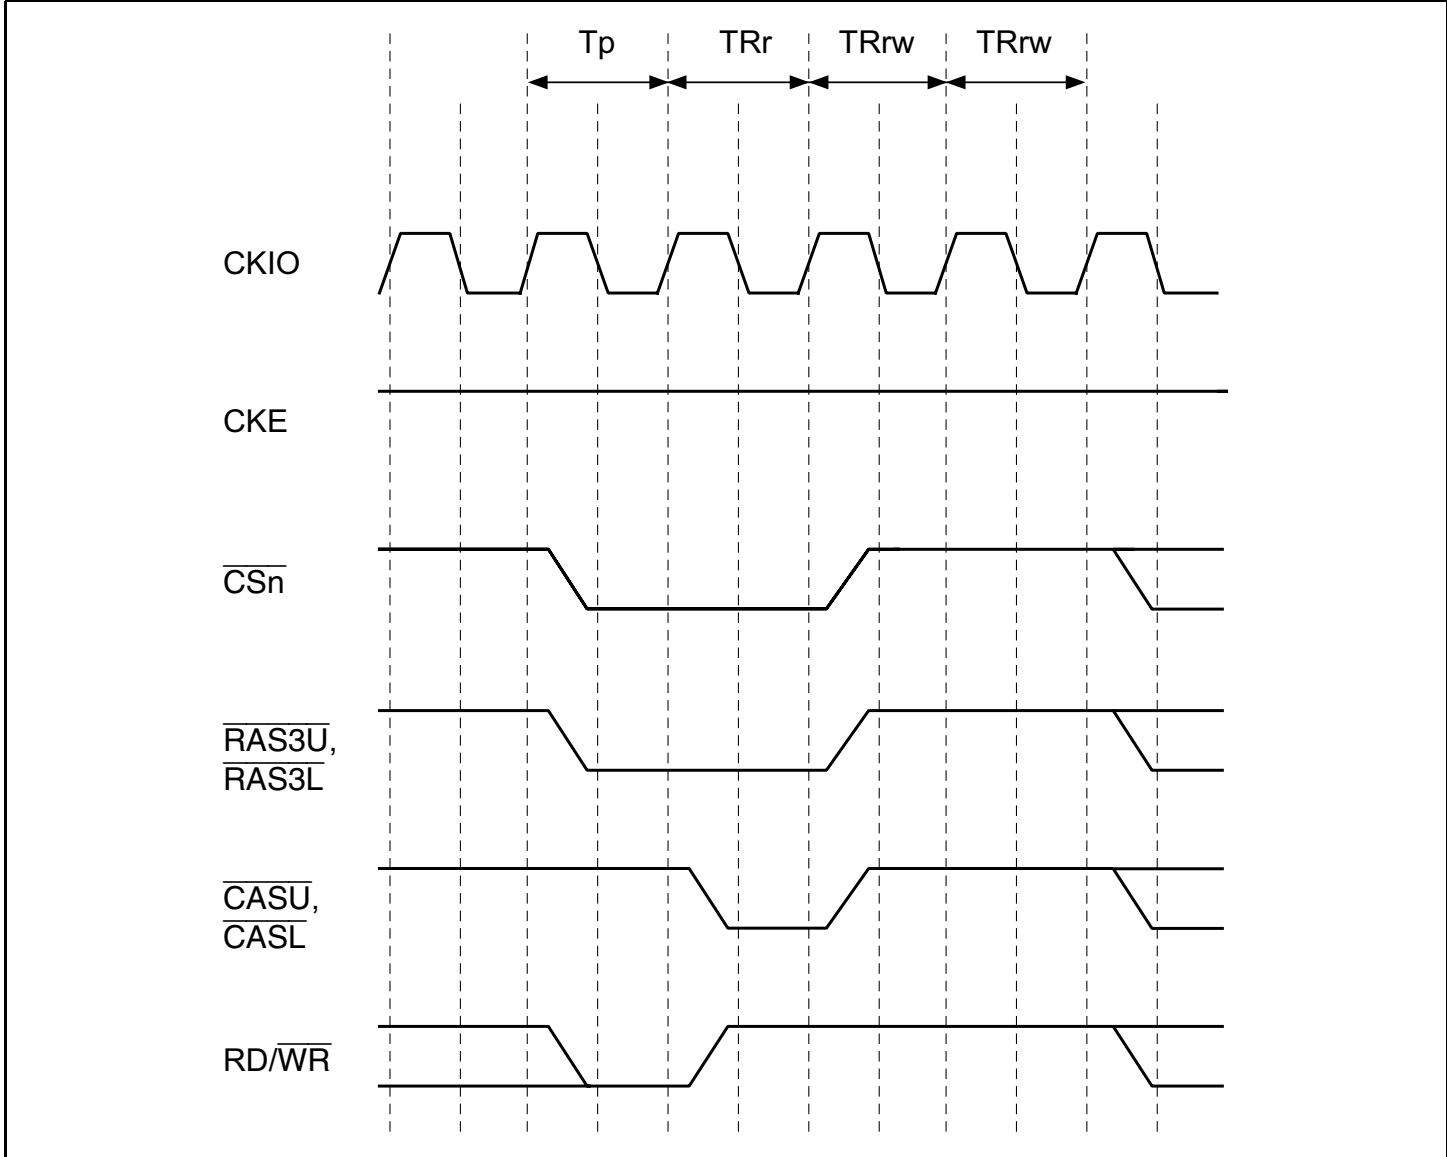 Tp TRr TRrw TRrw
CKIO
CKE
CSn
RAS3U,
RAS3L
CASU,
CASL
RD/WR